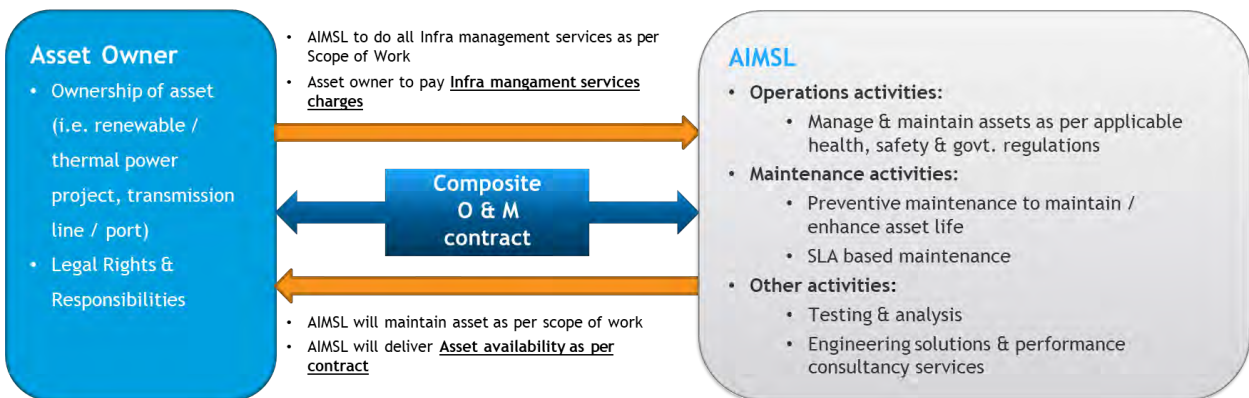 Asset Owner
• Ownership of asset
(i.e. renewable /
thermal power
project, transmission
line / port)
• Legal Rights &
Responsibilities
• AIMSL to do all Infra management services as per
Scope of Work
• Asset owner to pay Infra mangament services
charges
Composite
O & M
contract
• AIMSL will maintain asset as per scope of work
• AIMSL will deliver Asset availability as per
contract
AIMSL
• Operations activities:
• Manage & maintain assets as per applicable
health, safety & govt. regulations
• Maintenance activities:
• Preventive maintenance to maintain /
enhance asset life
• SLA based maintenance
• Other activities:
• Testing & analysis
• Engineering solutions & performance
consultancy services